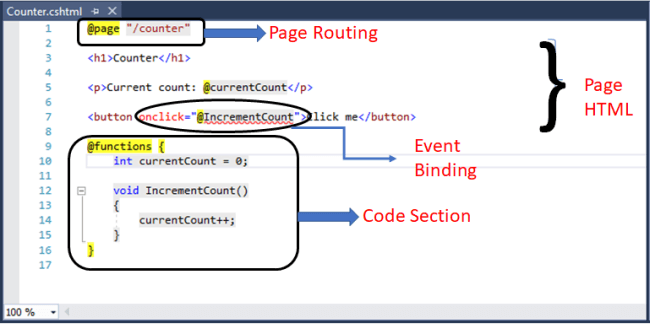 Counter.cshtml
1 @page "/counter"
Page Routing
2
3 <h1>Counter</h1>
4
5 <p>Current count: @currentCount</p>
6
7 <button onclick="@IncrementCount">Click me</button>
Page
HTML
8
Event
Binding
9 @functions {
10 int currentCount = 0;
11
12 void IncrementCount()
13 {
14 currentCount++;
Code Section
15 }
16 }
17
100 %